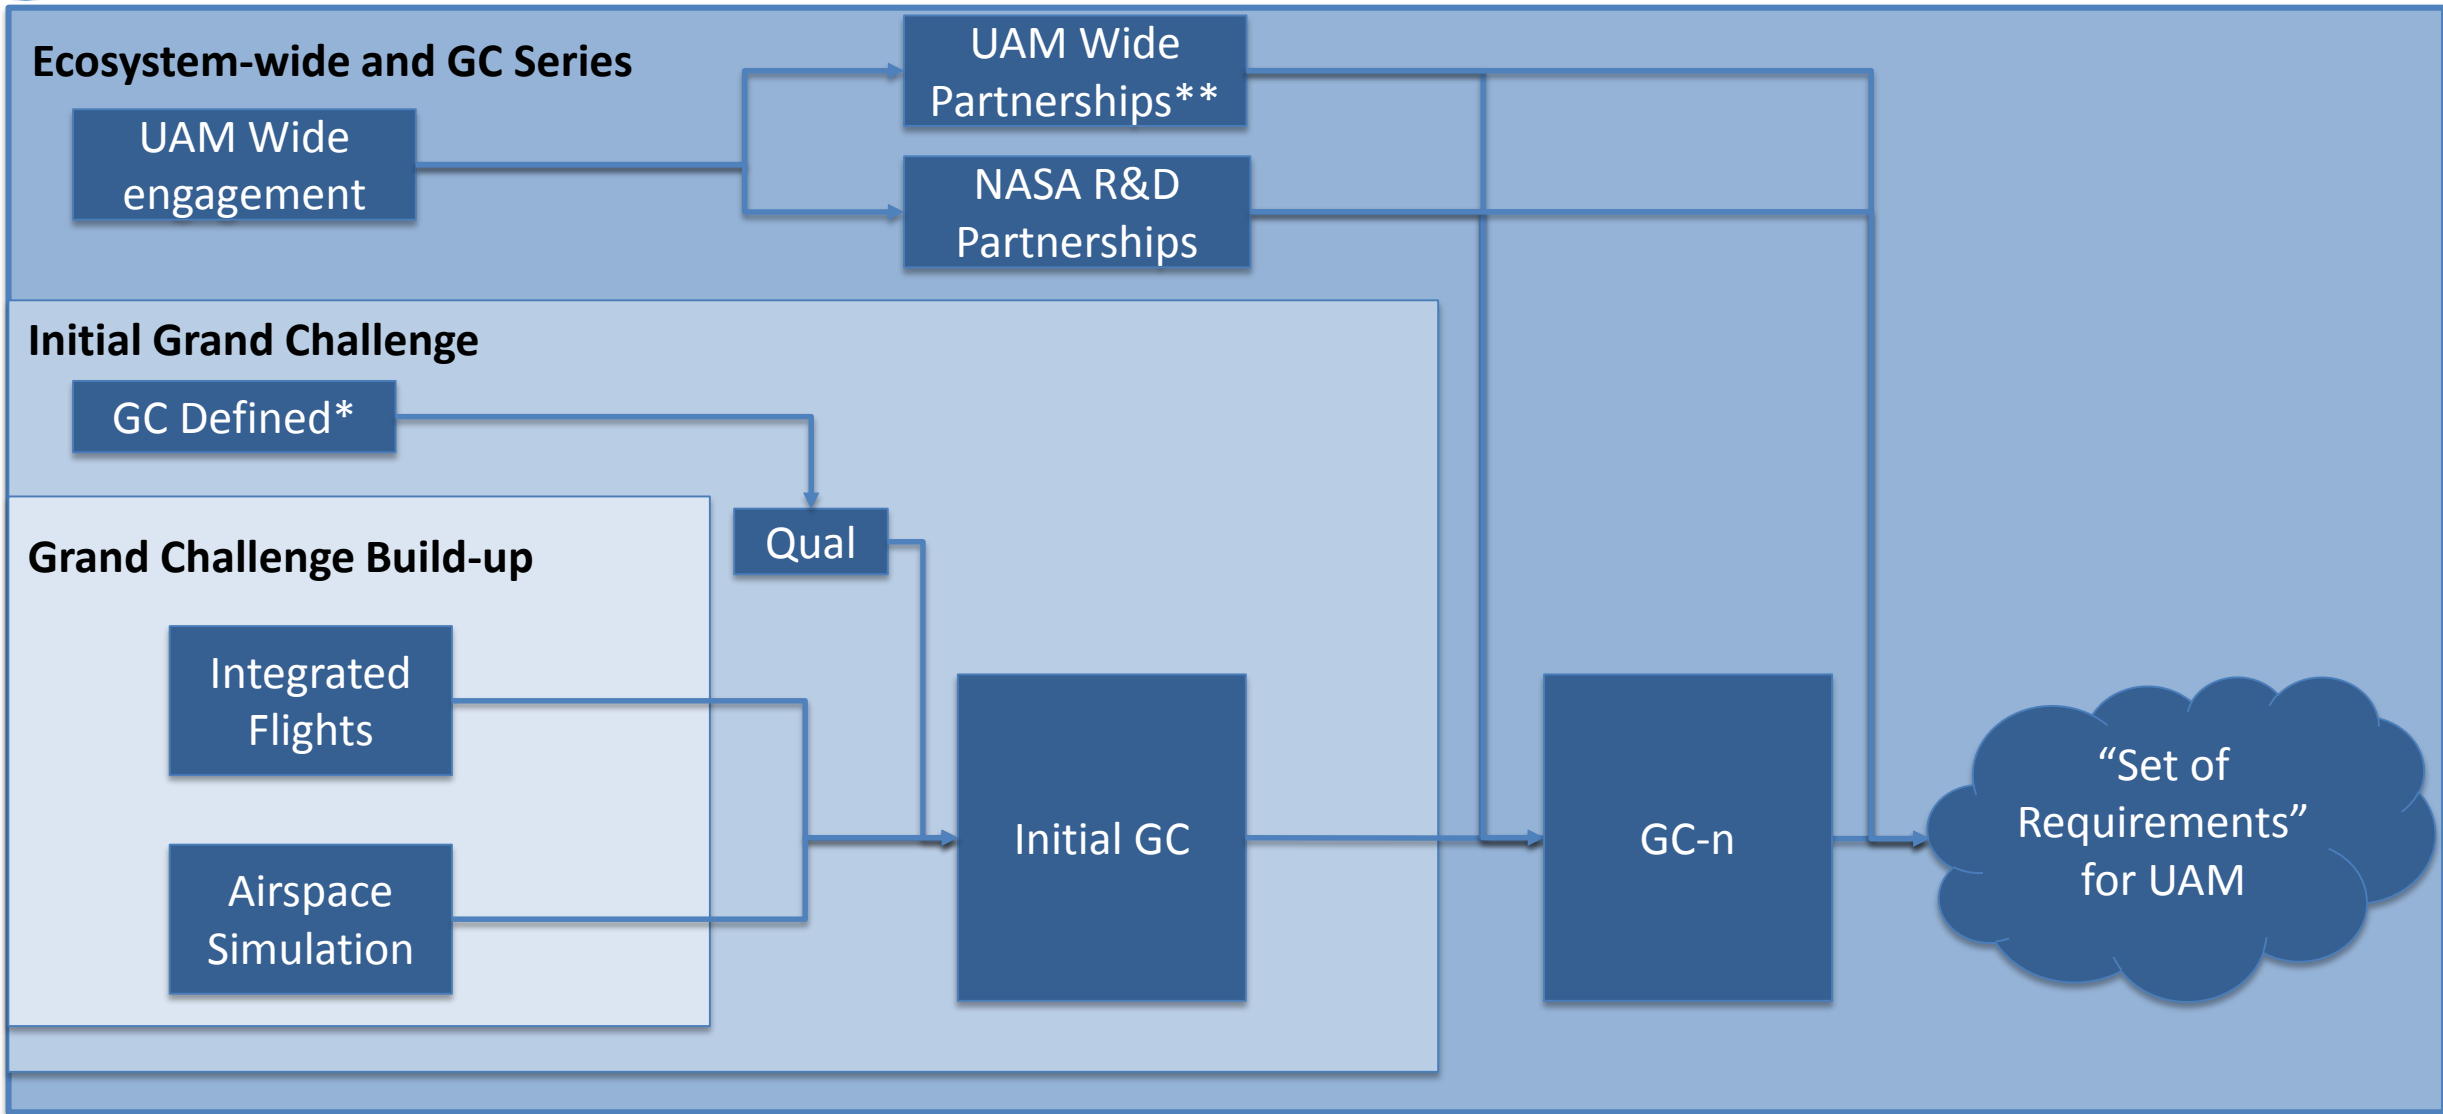 Ecosystem-wide and GC Series
UAM Wide
engagement
UAM Wide
Partnerships**
NASA R&D
Partnerships
Initial Grand Challenge
GC Defined*
Qual
Grand Challenge Build-up
Integrated
Flights
Airspace
Simulation
Initial GC
GC-n
“Set of
Requirements”
for UAM